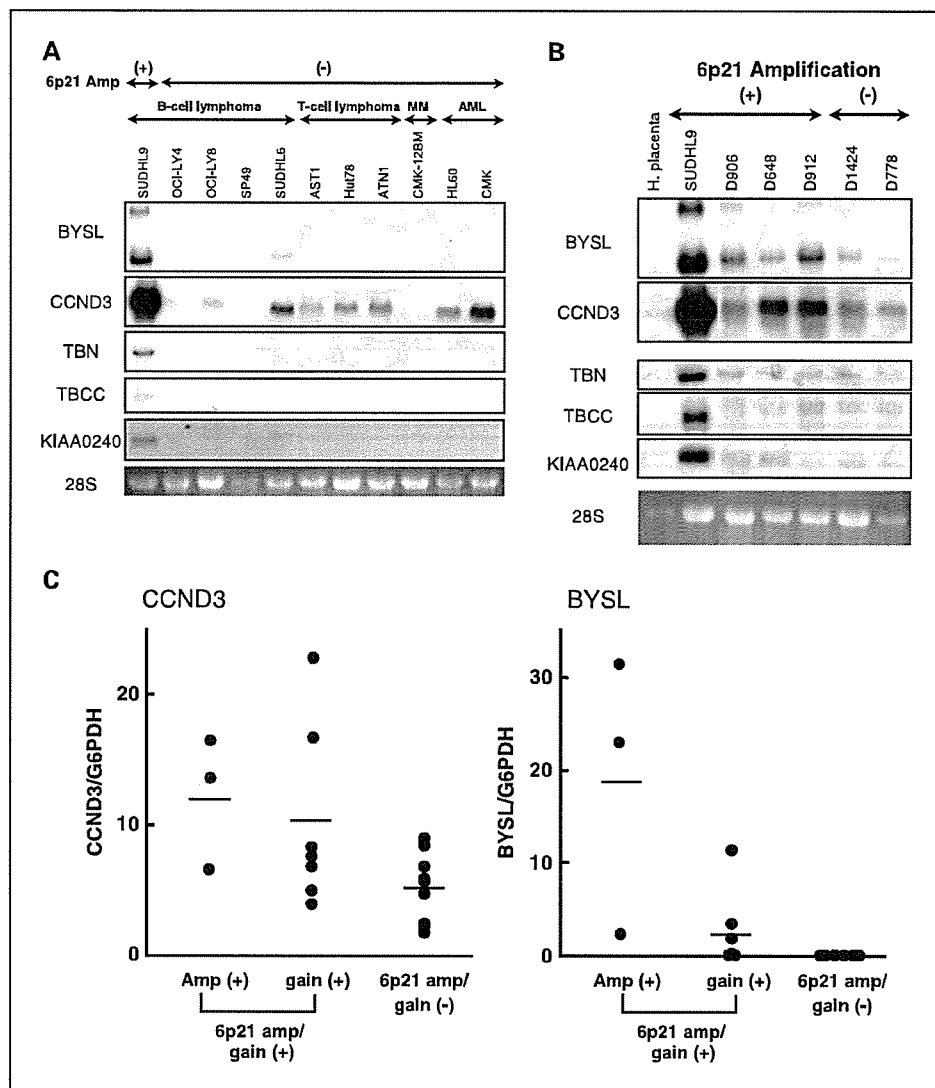 A
6p21 Amp
(+)
(-)
B-cell lymphoma
T-cell lymphoma
MM
AML
SUDHL9
OCI-LY4
OCI-LY8
SP49
SUDHL6
AST1
Hut78
ATN1
CMK-12BM
HL60
CMK
BYSL
CCND3
TBN
TBCC
KIAA0240
28S
B
6p21 Amplification
(+)
(-)
H. placenta
SUDHL9
D906
D648
D912
D1424
D778
BYSL
CCND3
TBN
TBCC
KIAA0240
28S
C
CCND3
CCND3/G6PDH
20
10
0
Amp (+)
gain (+)
6p21 amp/
gain (-)
6p21 amp/
gain (+)
BYSL
BYSL/G6PDH
30
20
10
0
Amp (+)
gain (+)
6p21 amp/
gain (-)
6p21 amp/
gain (+)